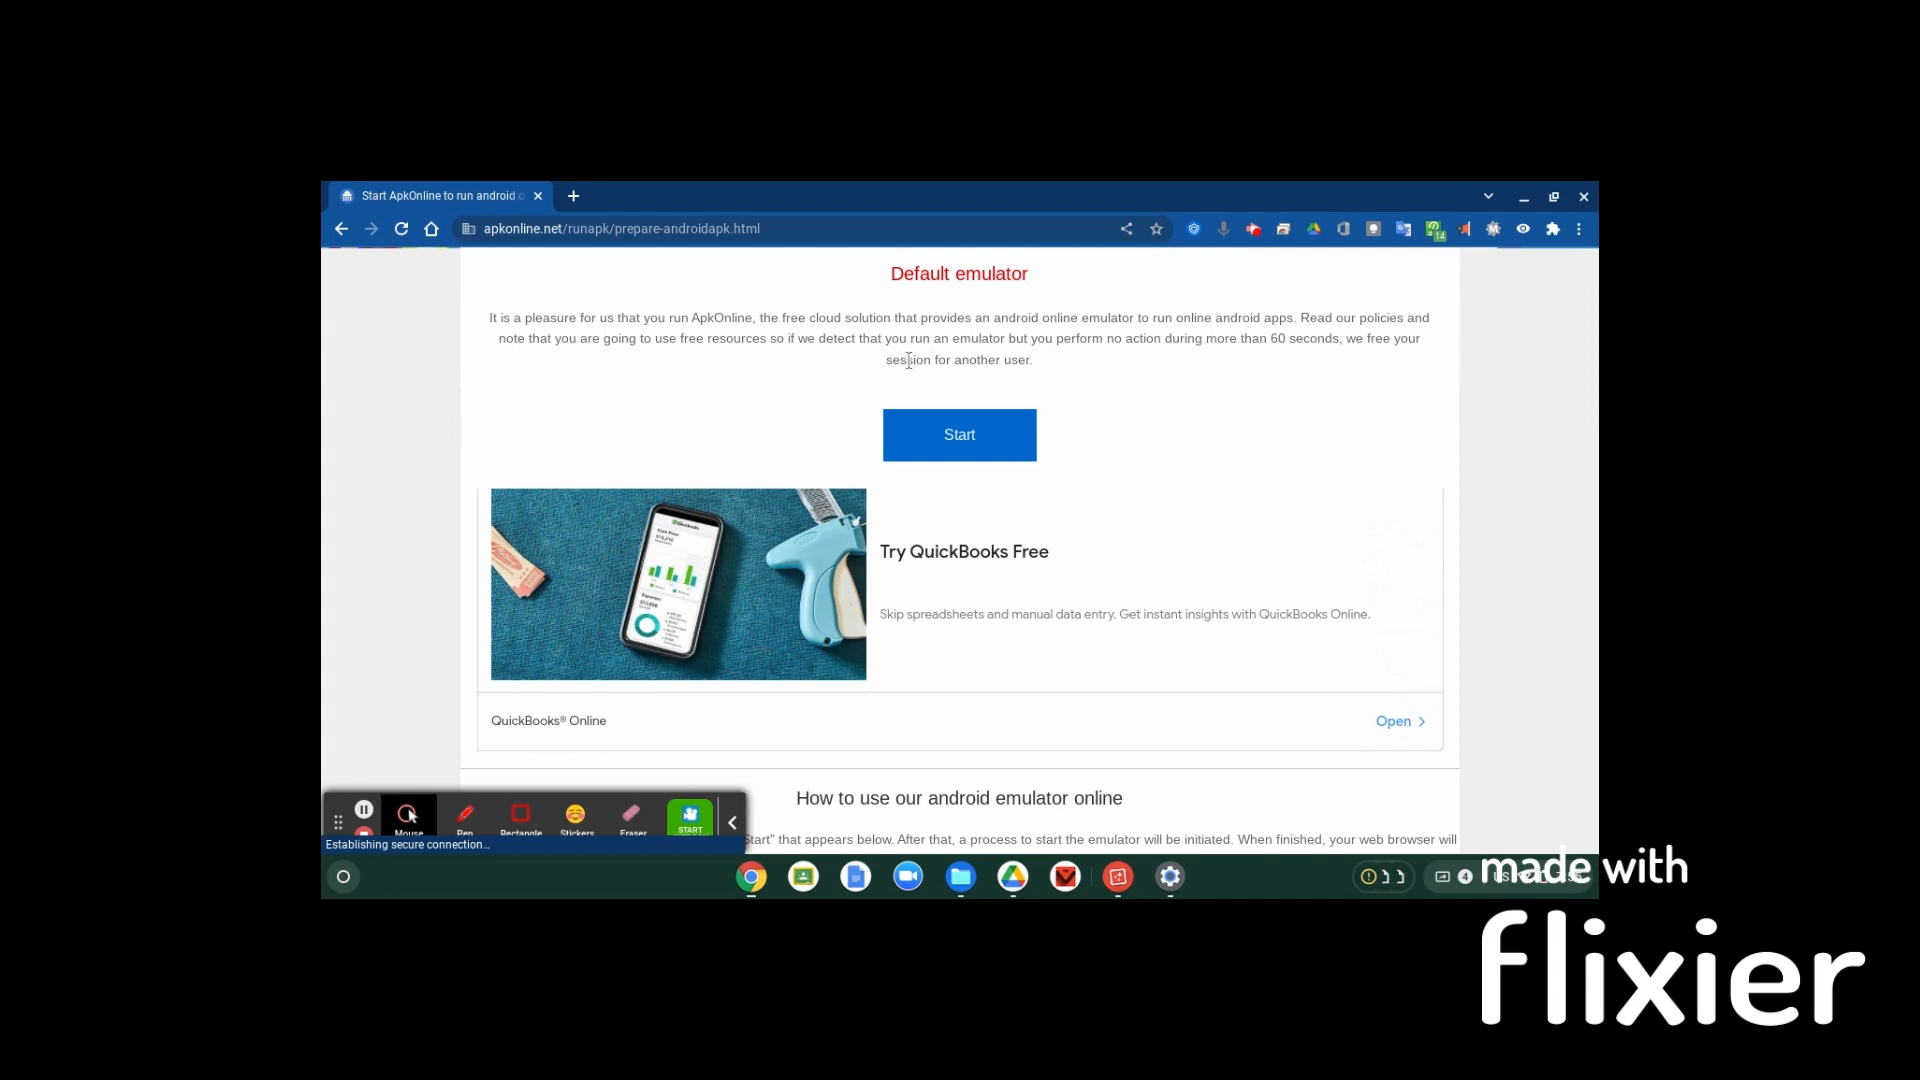 Start ApkOnline to run android o
apkonline.net/runapk/prepare-androidapk.html
14
Default emulator
It is a pleasure for us that you run ApkOnline, the free cloud solution that provides an android online emulator to run online android apps. Read our policies and
note that you are going to use free resources so if we detect that you run an emulator but you perform no action during more than 60 seconds, we free your
session for another user.
Start
Try QuickBooks Free
Skip spreadsheets and manual data entry. Get instant insights with QuickBooks Online.
QuickBooks® Online
Open
How to use our android emulator online
Mouse
Pen
Rectangle
Stickers
Eraser
START
Start" that appears below. After that, a process to start the emulator will be initiated. When finished, your web browser will
Establishing secure connection...
4
US
made with
flixier